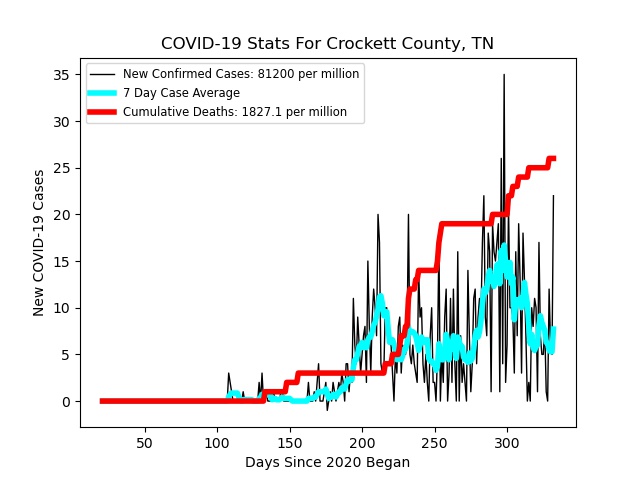 COVID-19 Stats For Crockett County, TN
New Confirmed Cases: 81200 per million
7 Day Case Average
Cumulative Deaths: 1827.1 per million
New COVID-19 Cases
35
30
25
20
15
10
5
0
50
100
150
200
250
300
Days Since 2020 Began